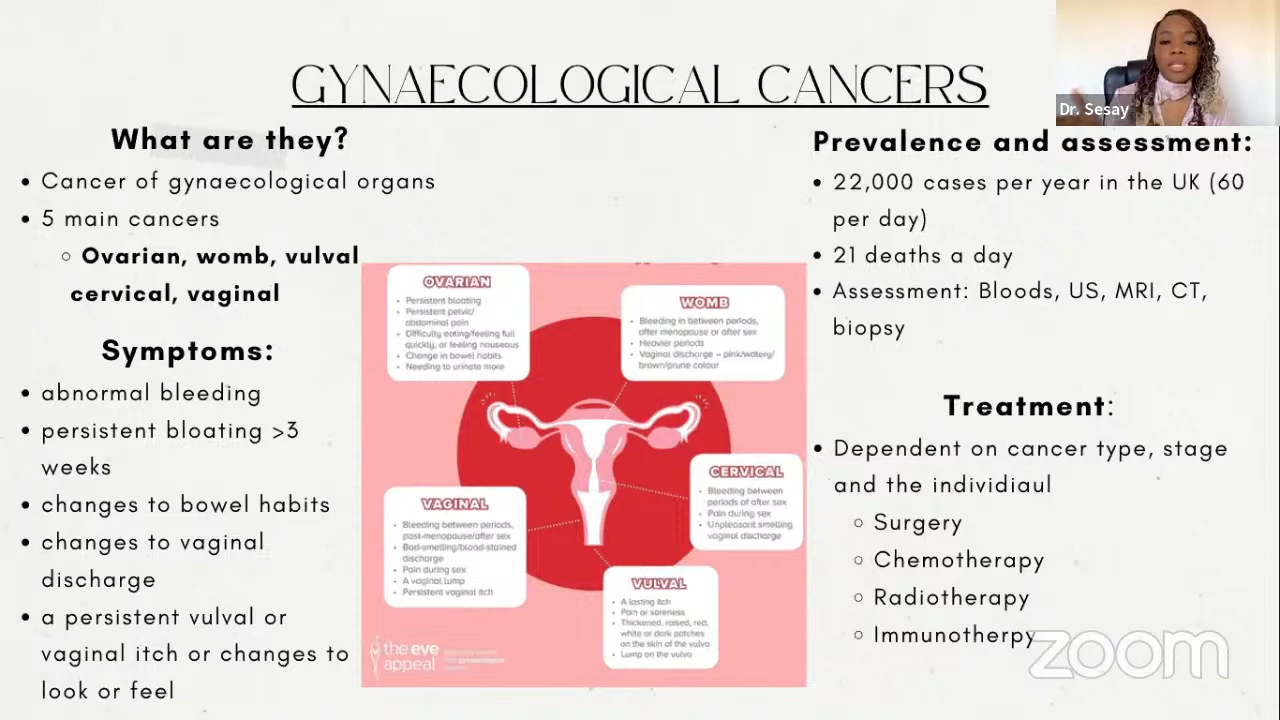 GYNAECOLOGICAL CANCERS
Dr. Sesay
What are they?
Cancer of gynaecological organs
5 main cancers
Ovarian, womb, vulval
cervical, vaginal
Symptoms:
abnormal bleeding
persistent bloating >3
weeks
changes to bowel habits
changes to vaginal
discharge
a persistent vulval or
vaginal itch or changes to
look or feel
OVARIAN
Persistent bloating
Persistent pelvic/
abdominal pain
Difficulty eating/feeling full
quickly, or feeling nauseous
Change in bowel habits
Needing to urinate more
WOMB
Bleeding in between periods,
after menopause or after sex
Heavier periods
Vaginal discharge – pink/watery/
brown/prune colour
CERVICAL
Bleeding between
periods of after sex
Pain during sex
Unpleasant smelling
vaginal discharge
VAGINAL
Bleeding between periods,
post-menopause/after sex
Bad-smelling/blood-stained
discharge
Pain during sex
A vaginal lump
Persistent vaginal itch
VULVAL
A lasting itch
Pain or soreness
Thickened, raised, red,
white or dark patches
on the skin of the vulva
Lump on the vulva
the eve
appeal
Prevalence and assessment:
22,000 cases per year in the UK (60
per day)
21 deaths a day
Assessment: Bloods, US, MRI, CT,
biopsy
Treatment:
Dependent on cancer type, stage
and the individiaul
Surgery
Chemotherapy
Radiotherapy
Immunotherpy
zoom